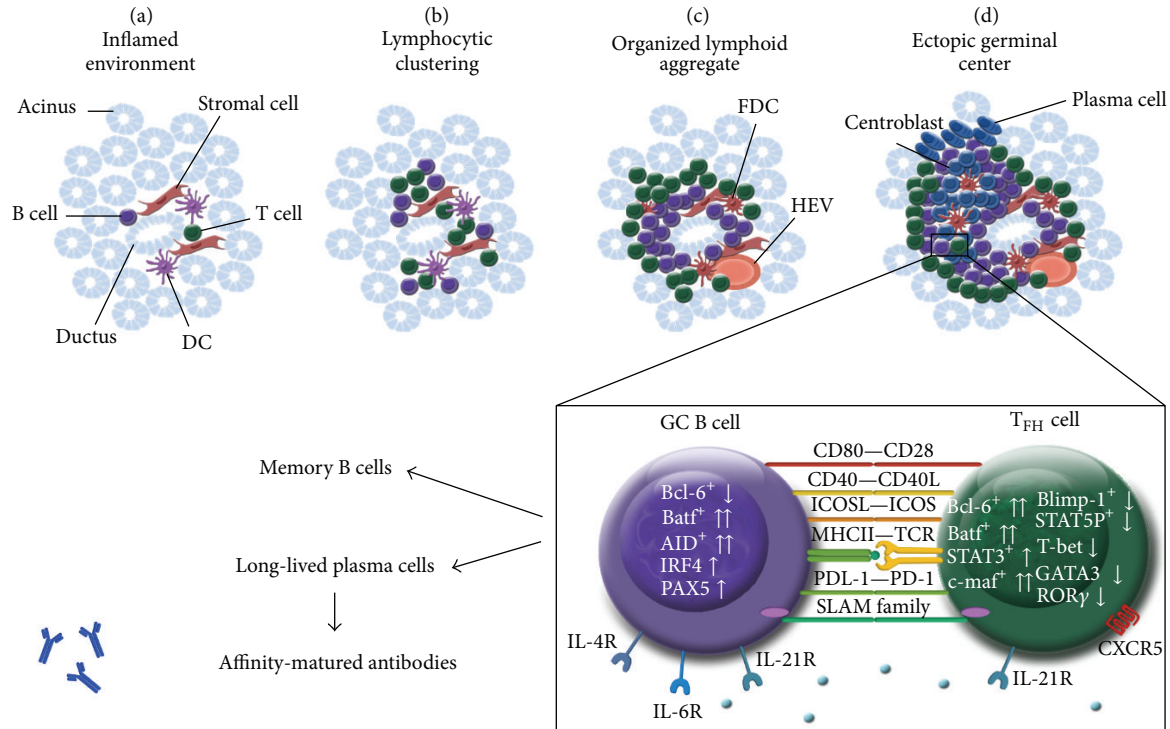 (a)
Inflamed
environment
(b)
Lymphocytic
clustering
(c)
Organized lymphoid
aggregate
(d)
Ectopic germinal
center
Acinus
Stromal cell
B cell
T cell
Ductus
DC
FDC
HEV
Centroblast
Plasma cell
Memory B cells
Long-lived plasma cells
Affinity-matured antibodies
GC B cell
T_FH cell
CD80—CD28
CD40—CD40L
ICOSL—ICOS
MHCII—TCR
PDL-1—PD-1
SLAM family
Bcl-6⁺ ↓
Batf⁺ ↑↑
AID⁺ ↑↑
IRF4 ↑
PAX5 ↑
Bcl-6⁺ ↑↑
Batf⁺ ↑↑
STAT3⁺ ↑
c-maf⁺ ↑↑
Blimp-1⁺ ↓
STAT5P⁺ ↓
T-bet ↓
GATA3 ↓
RORγ ↓
IL-4R
IL-6R
IL-21R
IL-21R
CXCR5